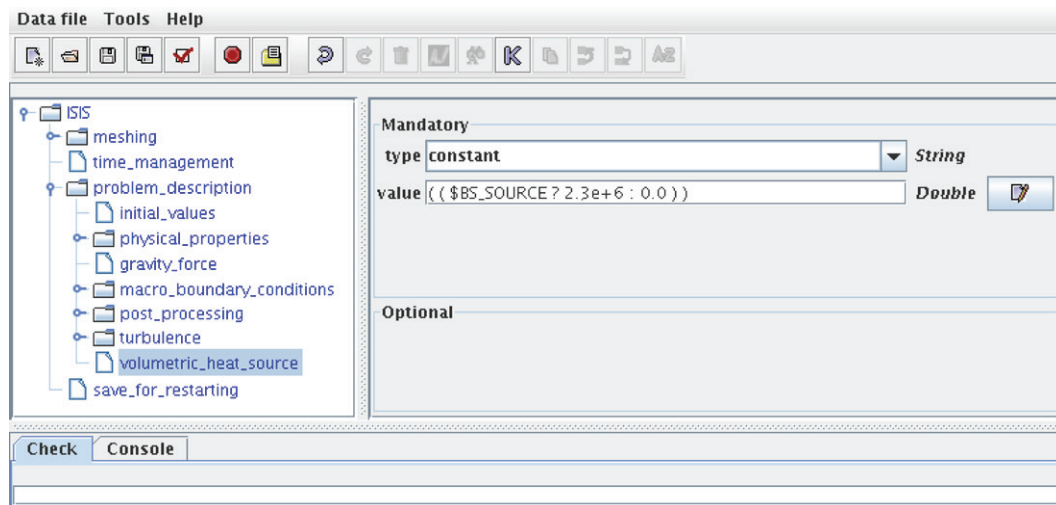 Data file Tools Help
ISIS
meshing
time_management
problem_description
initial_values
physical_properties
gravity_force
macro_boundary_conditions
post_processing
turbulence
volumetric_heat_source
save_for_restarting
Mandatory
type constant String
value ( ( $BS_SOURCE ? 2.3e+6 : 0.0 ) ) Double
Optional
Check Console